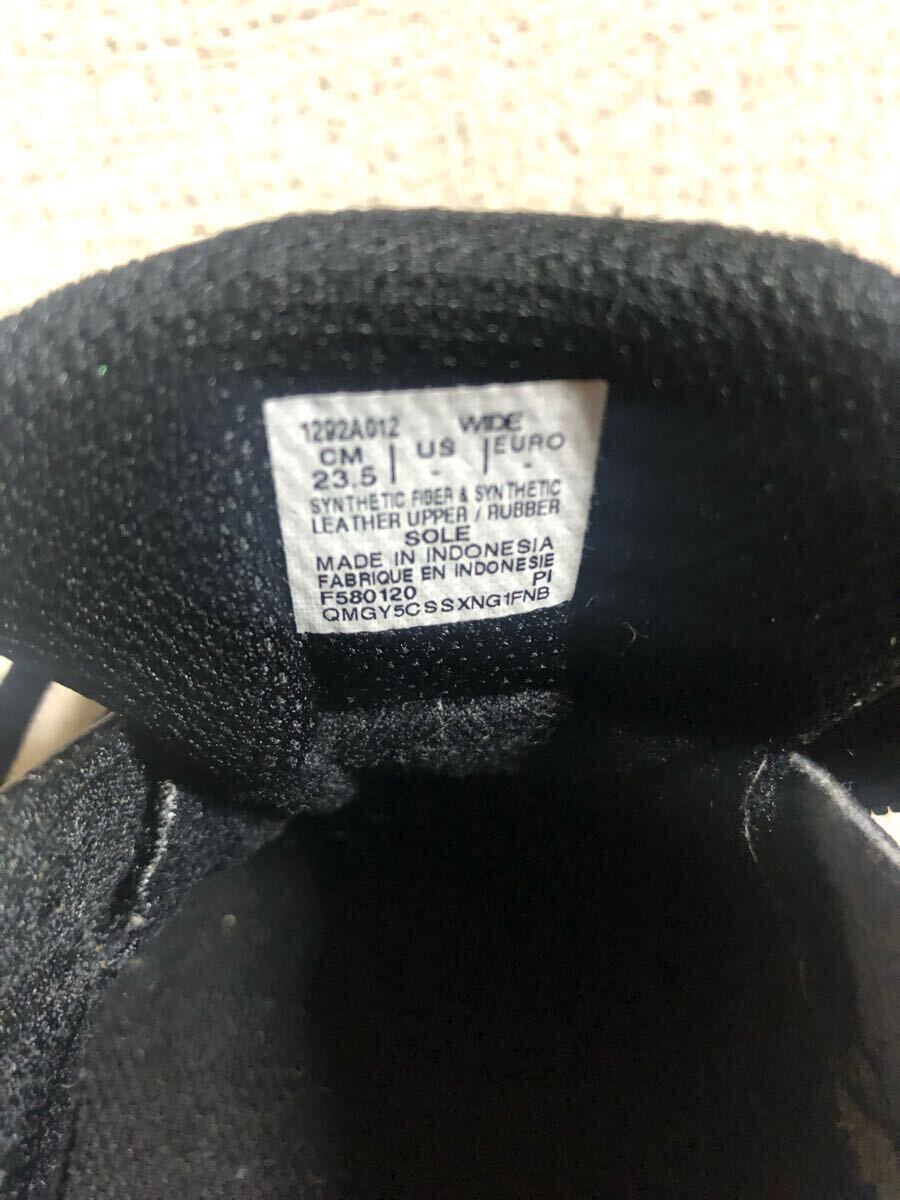 1292A012 WIDE
CM | US | EURO
23.5 | - | -
SYNTHETIC FIBER & SYNTHETIC
LEATHER UPPER / RUBBER
SOLE
MADE IN INDONESIA
FABRIQUE EN INDONESIE
F580120 PI
QMGY5CSSXNG1FNB